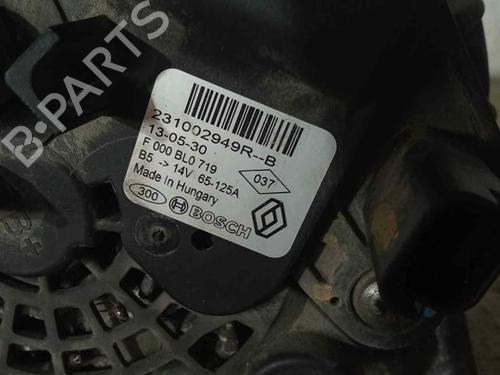 B-PARTS
231002949R--B
13-05-30
F 000 BL0 719
037
B5 -> 14V 65-125A
Made in Hungary
300 BOSCH
B+